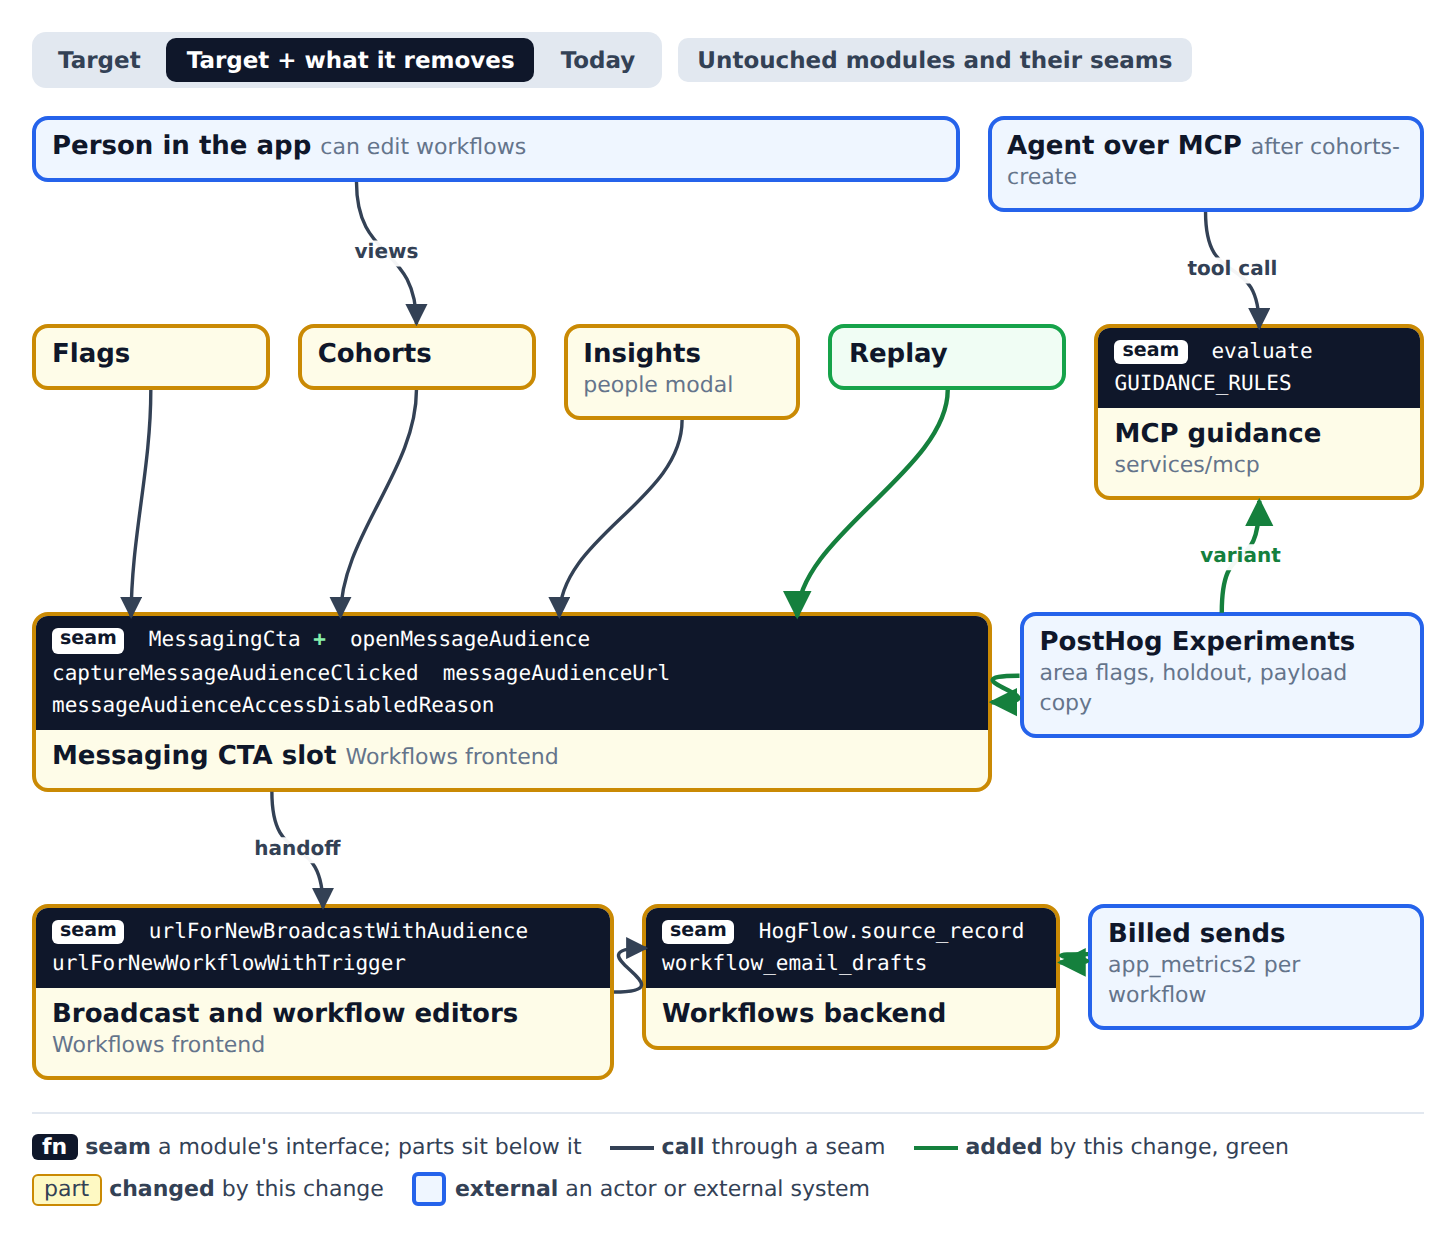 Target Target + what it removes Today Untouched modules and their seams
Person in the app can edit workflows
Agent over MCP after cohorts-
create
views
tool call
Flags
Cohorts
Insights
people modal
Replay
seam evaluate
GUIDANCE_RULES
MCP guidance
services/mcp
variant
seam MessagingCta + openMessageAudience
captureMessageAudienceClicked messageAudienceUrl
messageAudienceAccessDisabledReason
Messaging CTA slot Workflows frontend
PostHog Experiments
area flags, holdout, payload
copy
handoff
seam urlForNewBroadcastWithAudience
urlForNewWorkflowWithTrigger
Broadcast and workflow editors
Workflows frontend
seam HogFlow.source_record
workflow_email_drafts
Workflows backend
Billed sends
app_metrics2 per
workflow
fn seam a module's interface; parts sit below it call through a seam added by this change, green
part changed by this change external an actor or external system